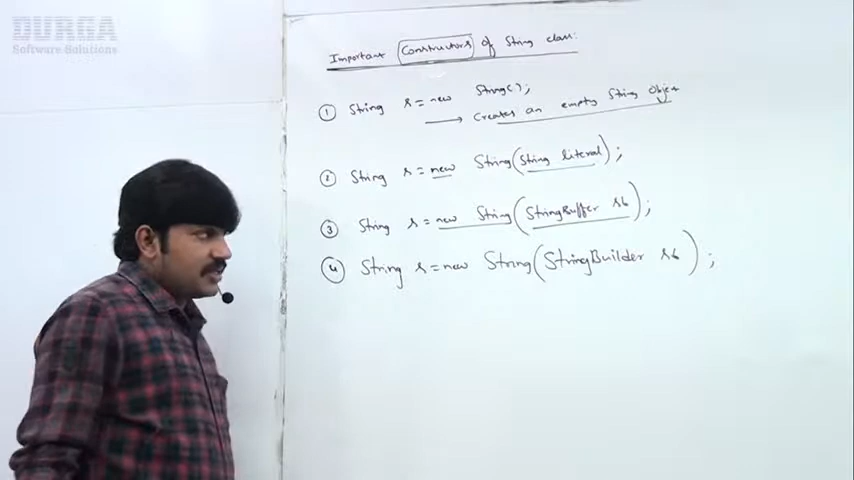 DURGA
Software Solutions
Important Constructors of String class:
① String s = new String();
→ Creates an empty String Object
② String s = new String(String literal);
③ String s = new String(StringBuffer sb);
④ String s = new String(StringBuilder sb);